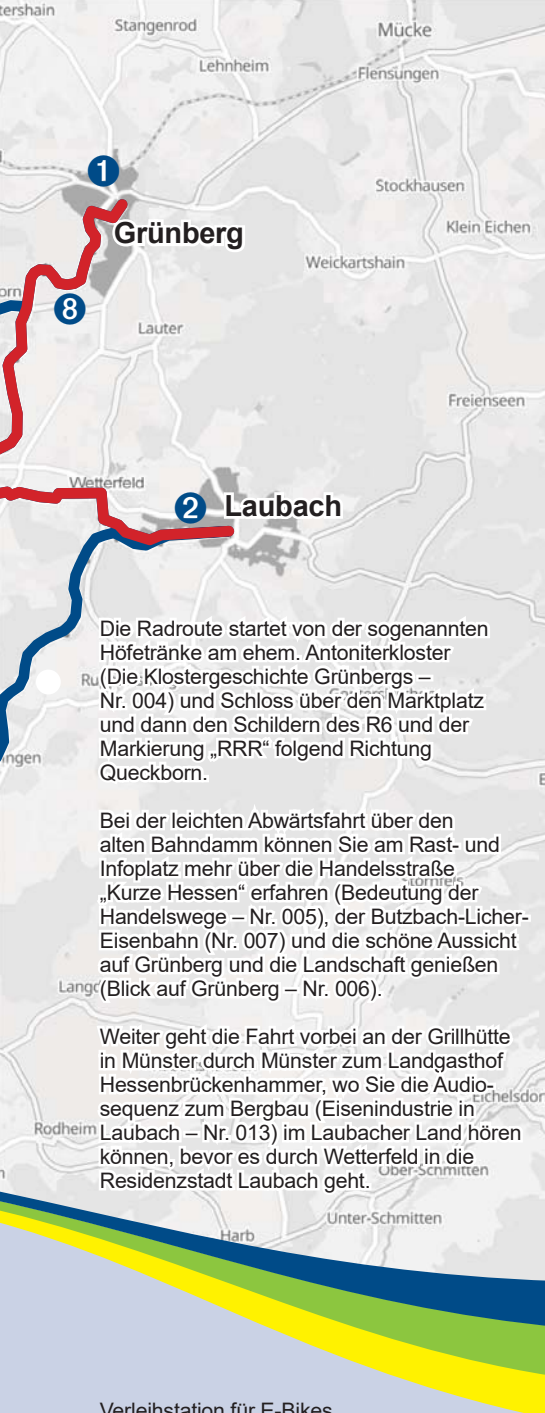 Stangenrod
Mücke
Lehnheim
Flensungen
1
Stockhausen
Grünberg
Klein Eichen
Weickartshain
8
Lauter
Freienseen
Wetterfeld
2 Laubach
Die Radroute startet von der sogenannten
Höfetränke am ehem. Antoniterkloster
(Die Klostergeschichte Grünbergs –
Nr. 004) und Schloss über den Marktplatz
und dann den Schildern des R6 und der
Markierung „RRR“ folgend Richtung
Queckborn.
Bei der leichten Abwärtsfahrt über den
alten Bahndamm können Sie am Rast- und
Infoplatz mehr über die Handelsstraße
„Kurze Hessen“ erfahren (Bedeutung der
Handelswege – Nr. 005), der Butzbach-Licher-
Eisenbahn (Nr. 007) und die schöne Aussicht
auf Grünberg und die Landschaft genießen
(Blick auf Grünberg – Nr. 006).
Weiter geht die Fahrt vorbei an der Grillhütte
in Münster durch Münster zum Landgasthof
Hessenbrückenhammer, wo Sie die Audio-
sequenz zum Bergbau (Eisenindustrie in
Laubach – Nr. 013) im Laubacher Land hören
können, bevor es durch Wetterfeld in die
Residenzstadt Laubach geht.
Rodheim
Ober-Schmitten
Unter-Schmitten
Harb
Verleihstation für E-Bikes